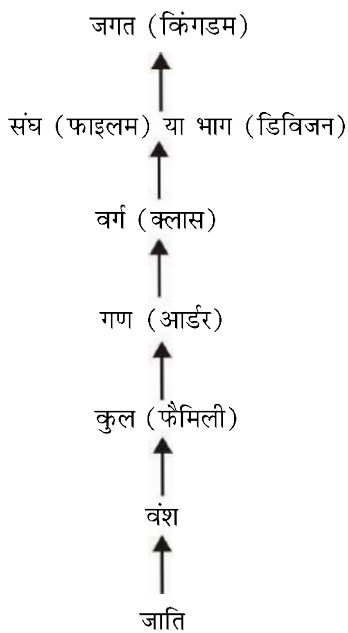 जगत (किंगडम)
संघ (फाइलम) या भाग (डिविजन)
वर्ग (क्लास)
गण (आर्डर)
कुल (फैमिली)
वंश
जाति